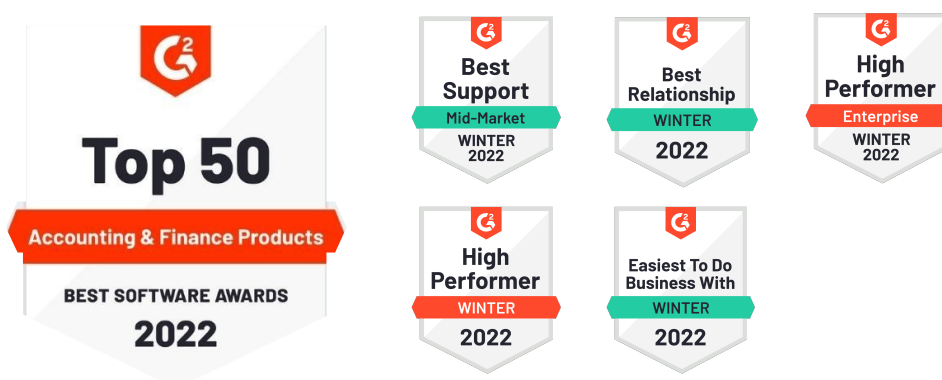 G2
Top 50
Accounting & Finance Products
BEST SOFTWARE AWARDS
2022
G2
Best
Support
Mid-Market
WINTER
2022
G2
Best
Relationship
WINTER
2022
G2
High
Performer
Enterprise
WINTER
2022
G2
High
Performer
WINTER
2022
G2
Easiest To Do
Business With
WINTER
2022